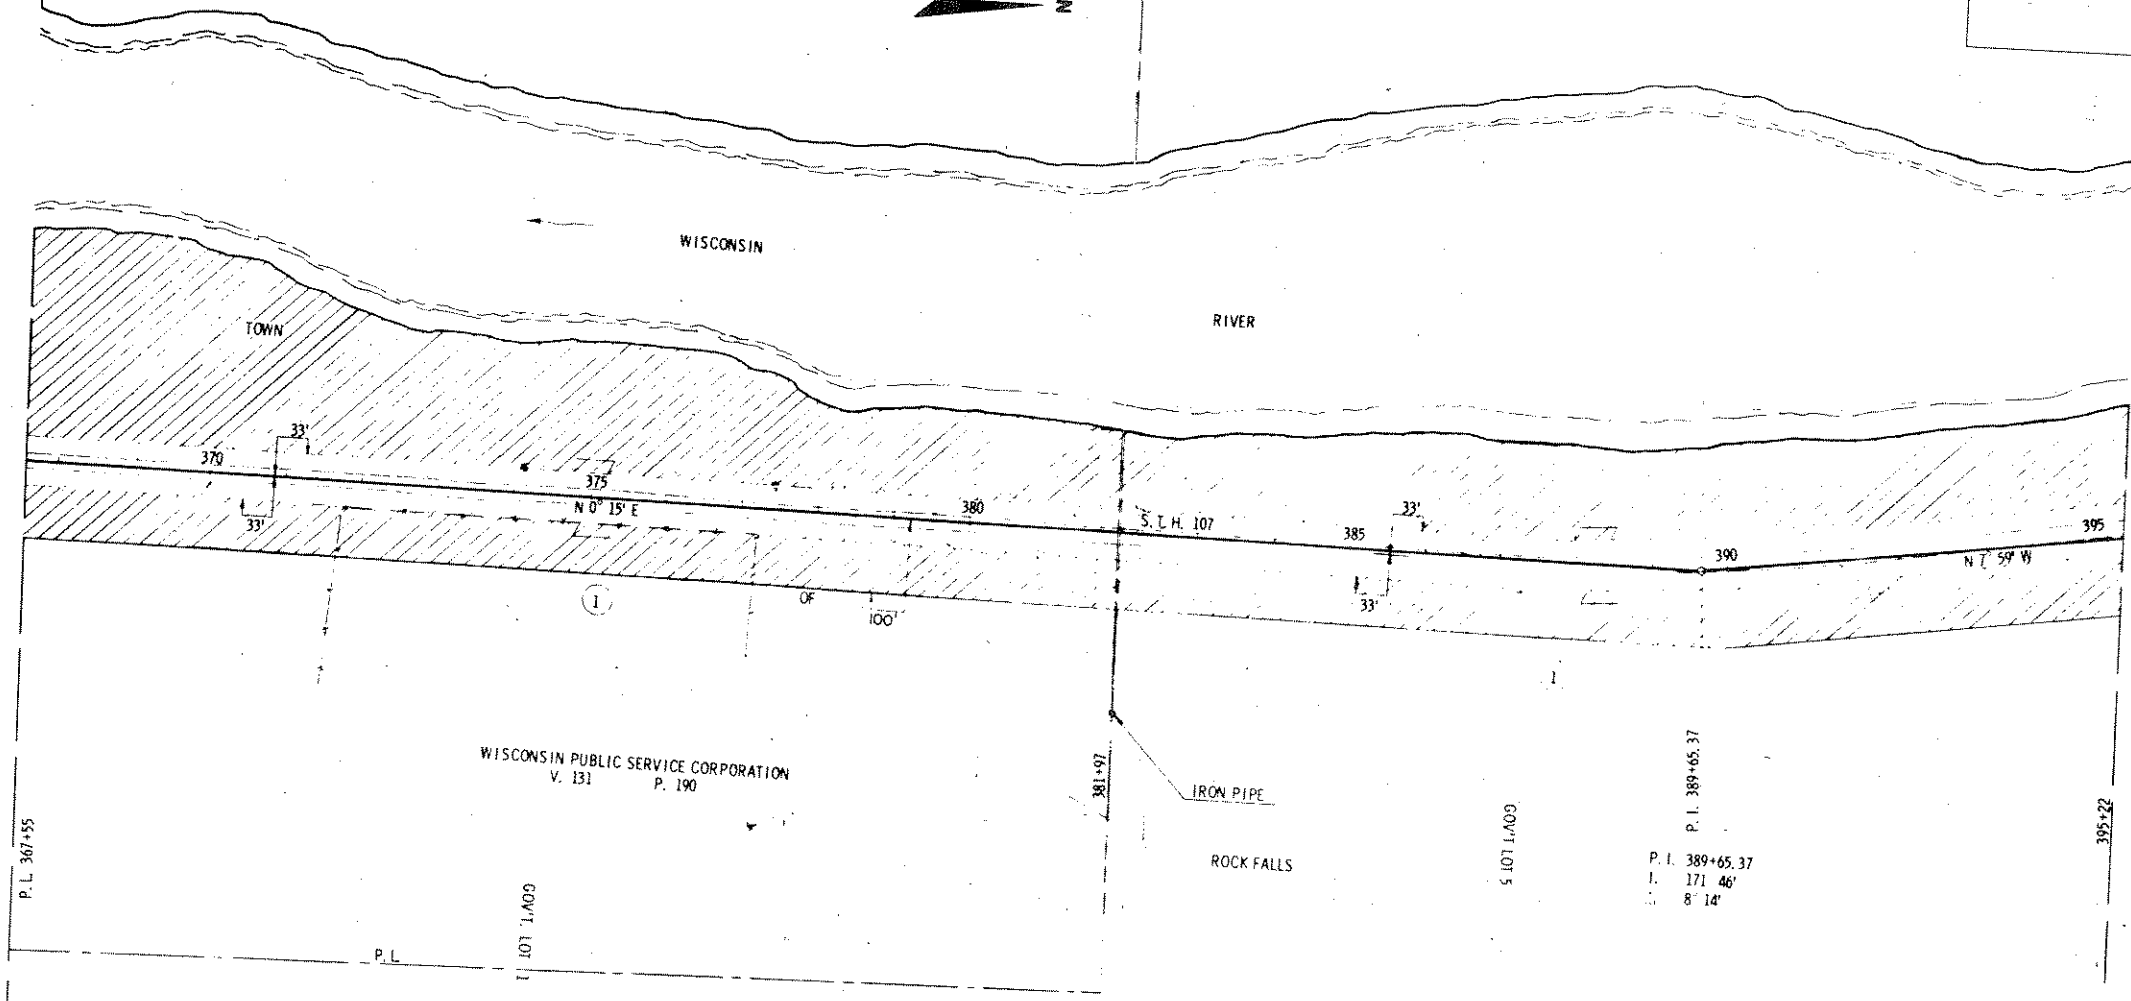 N
WISCONSIN
RIVER
TOWN
33'
370
375
380
S.T.H. 107
33'
385
390
395
33'
N 0° 15' E
N 7° 59' W
33'
1
OF
100'
1
WISCONSIN PUBLIC SERVICE CORPORATION
V. 131 P. 190
381+97
IRON PIPE
P.I. 389+65.37
395+22
P.L. 367+55
ROCK FALLS
GOV'T LOT 5
P.I. 389+65.37
I. 171 46'
8° 14'
GOV'T. LOT 1
P.L.